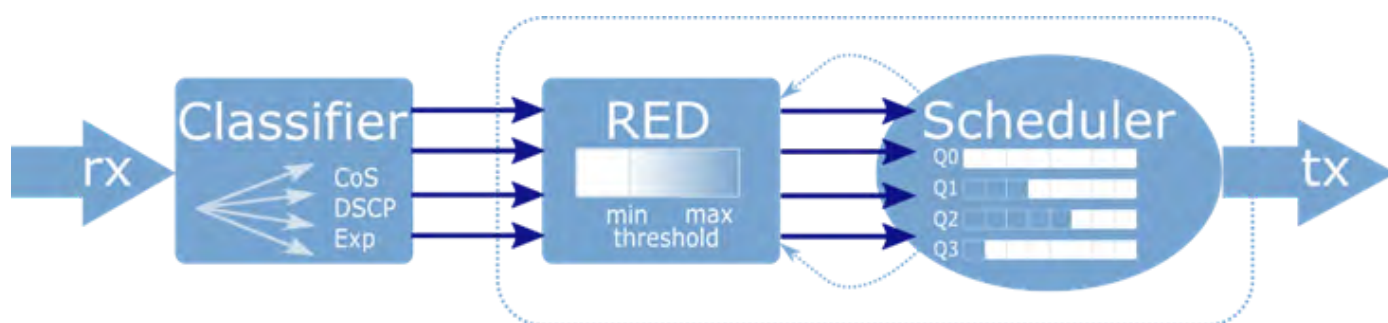 rx
Classifier
CoS
DSCP
Exp
RED
min max
threshold
Scheduler
Q0
Q1
Q2
Q3
tx